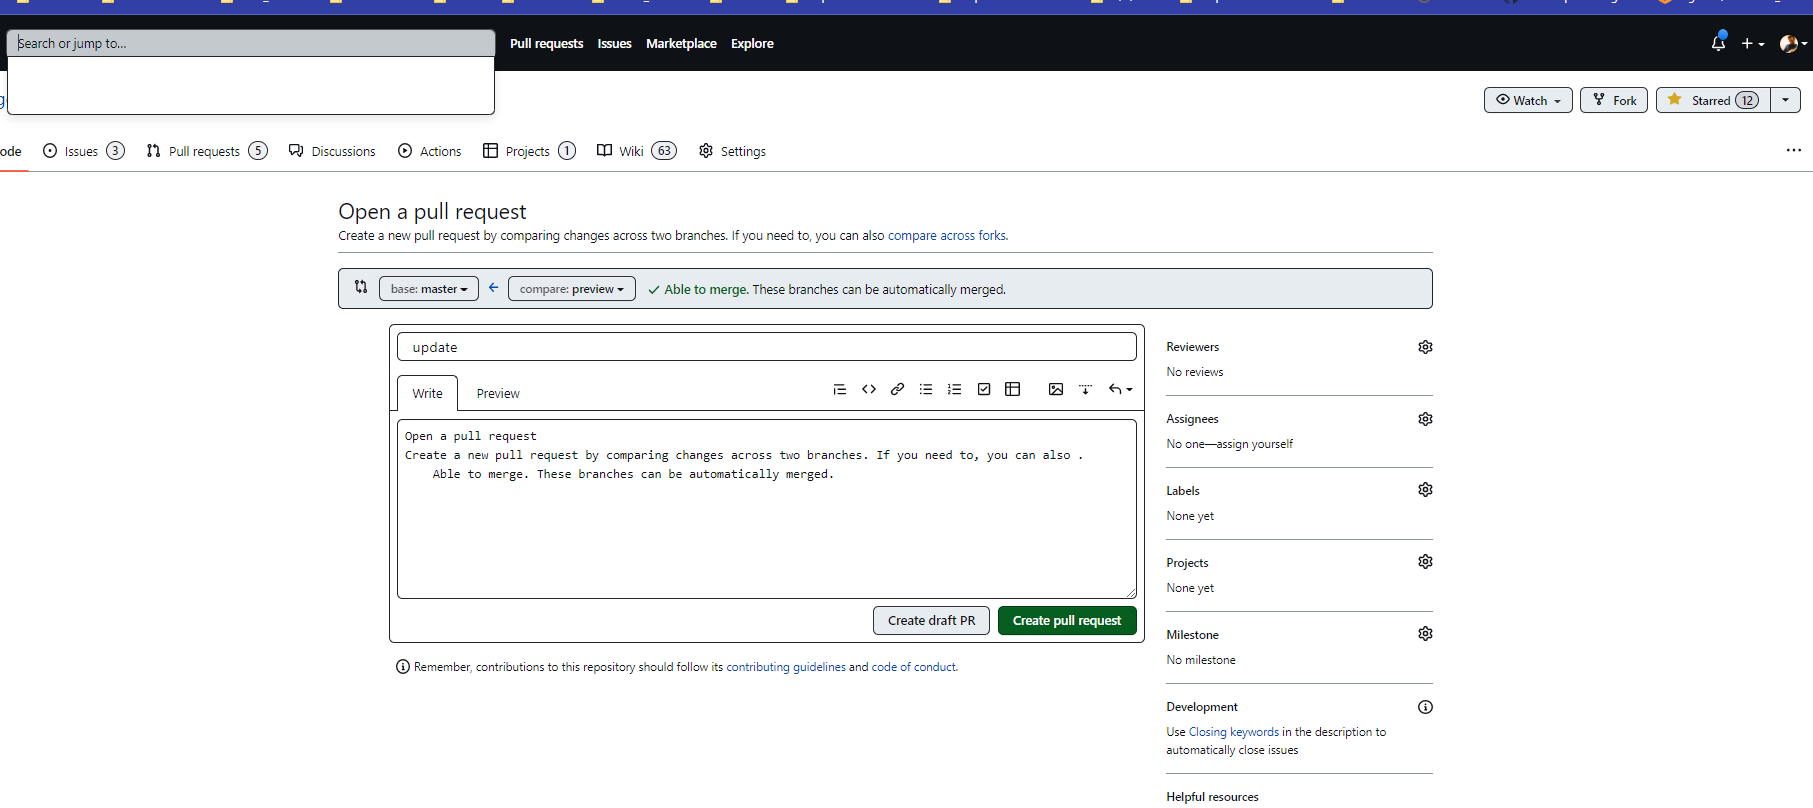 Search or jump to...
Pull requests Issues Marketplace Explore
Watch Fork Starred 12
ode Issues 3 Pull requests 5 Discussions Actions Projects 1 Wiki 63 Settings
Open a pull request
Create a new pull request by comparing changes across two branches. If you need to, you can also compare across forks.
base: master compare: preview Able to merge. These branches can be automatically merged.
update
Write Preview
Open a pull request
Create a new pull request by comparing changes across two branches. If you need to, you can also .
Able to merge. These branches can be automatically merged.
Create draft PR Create pull request
Remember, contributions to this repository should follow its contributing guidelines and code of conduct.
Reviewers
No reviews
Assignees
No one—assign yourself
Labels
None yet
Projects
None yet
Milestone
No milestone
Development
Use Closing keywords in the description to
automatically close issues
Helpful resources